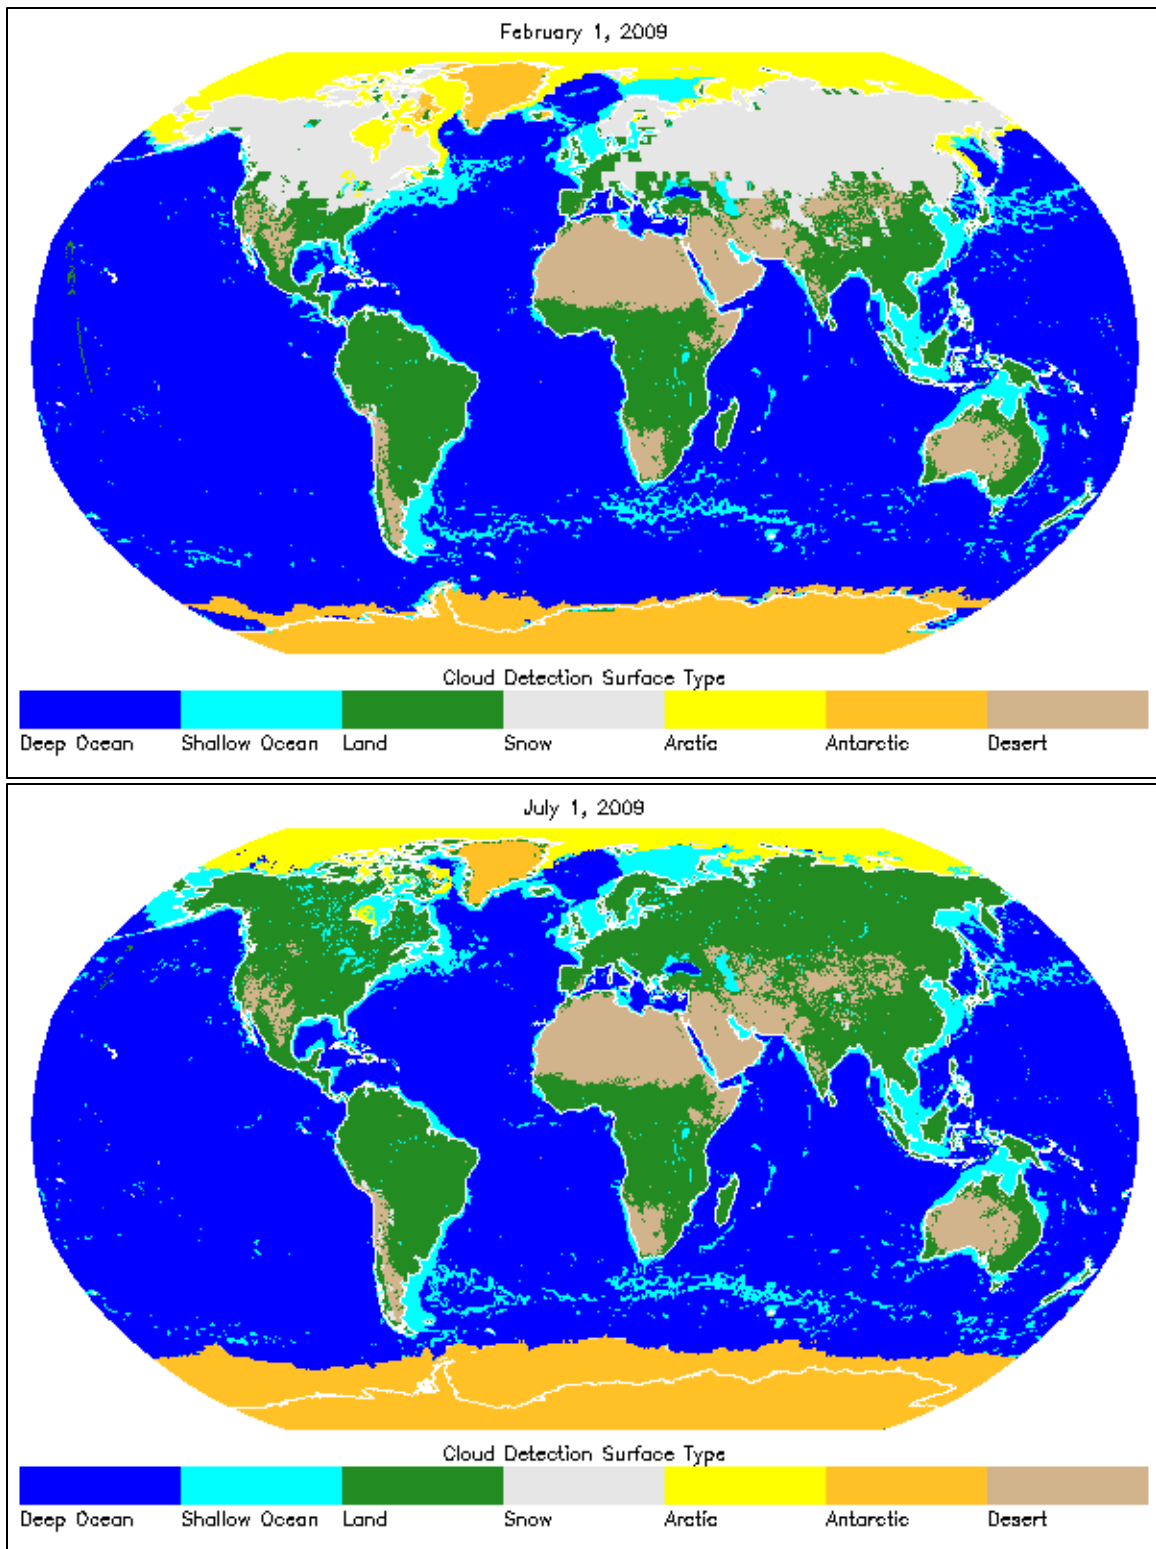 February 1, 2009
Cloud Detection Surface Type
Deep Ocean Shallow Ocean Land Snow Arctic Antarctic Desert
July 1, 2009
Cloud Detection Surface Type
Deep Ocean Shallow Ocean Land Snow Arctic Antarctic Desert